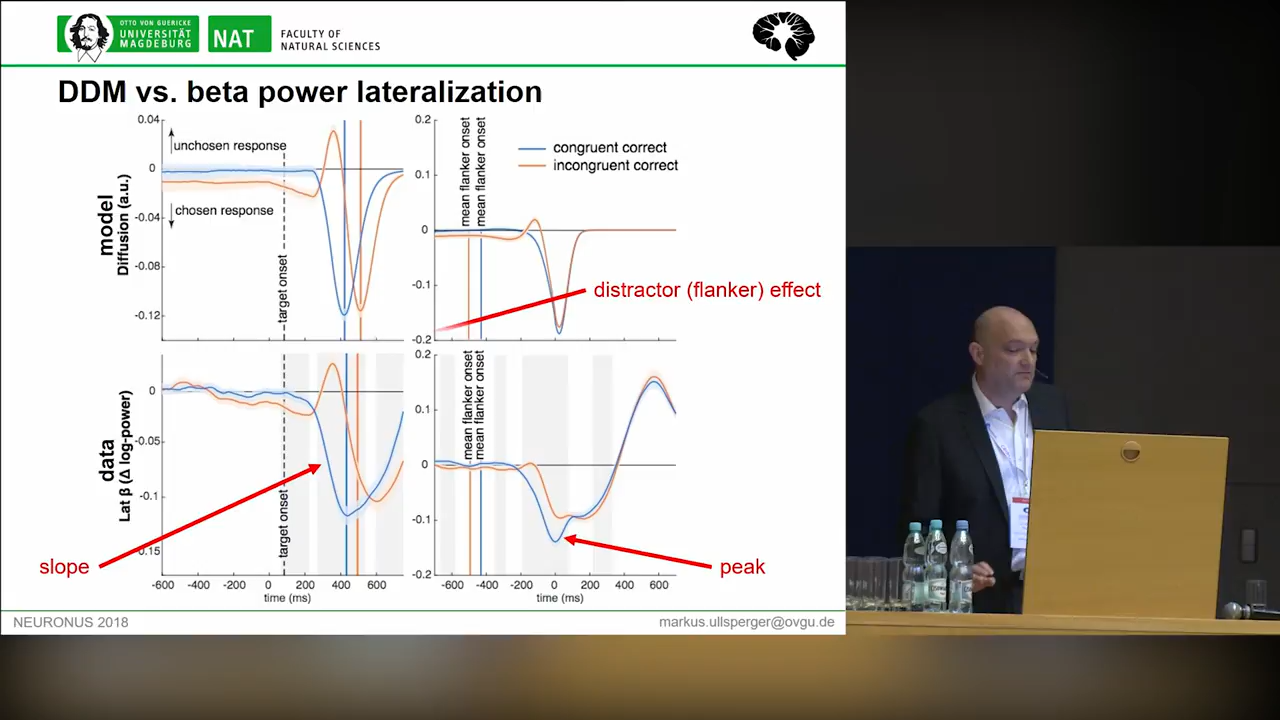 OTTO VON GUERICKE
UNIVERSITÄT
MAGDEBURG
NAT
FACULTY OF
NATURAL SCIENCES
DDM vs. beta power lateralization
model
Diffusion (a.u.)
0.04
0
-0.04
-0.08
-0.12
unchosen response
chosen response
target onset
0.2
0.1
0
-0.1
-0.2
mean flanker onset
mean flanker onset
congruent correct
incongruent correct
distractor (flanker) effect
data
Lat β (Δ log-power)
0
-0.05
-0.1
0.15
target onset
-600 -400 -200 0 200 400 600
time (ms)
0.2
0.1
0
-0.1
-0.2
mean flanker onset
mean flanker onset
-600 -400 -200 0 200 400 600
time (ms)
slope
peak
NEURONUS 2018
markus.ullsperger@ovgu.de